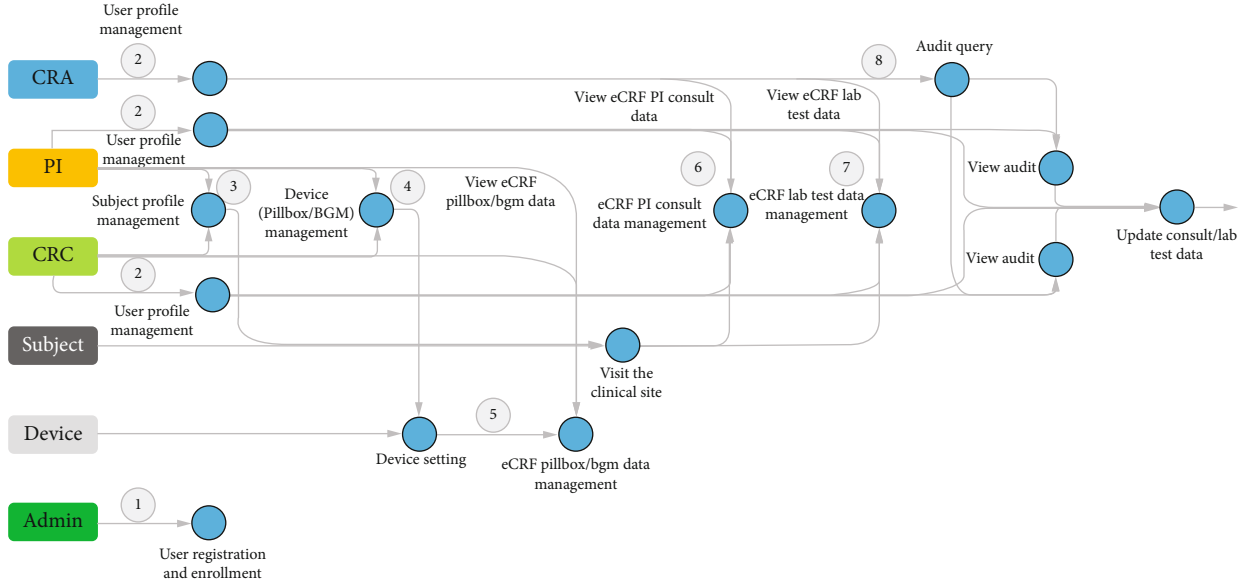 User profile
management
2
CRA
8
Audit query
View eCRF PI consult
data
View eCRF lab
test data
2
User profile
management
PI
View audit
6
7
3
4
View eCRF
pillbox/bgm data
Subject profile
management
Device
(Pillbox/BGM)
management
eCRF PI consult
data management
eCRF lab test data
management
Update consult/lab
test data
CRC
2
User profile
management
View audit
Subject
Visit the
clinical site
Device
5
Device setting
eCRF pillbox/bgm data
management
Admin
1
User registration
and enrollment